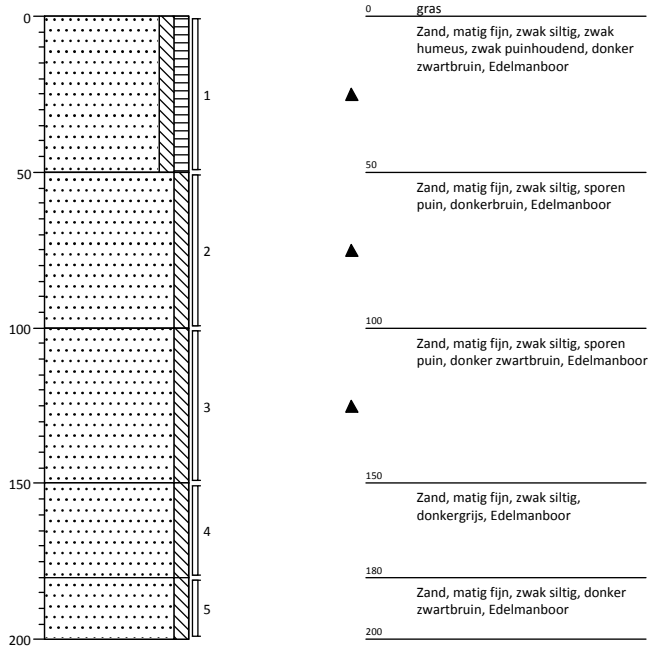 0
50
100
150
200
1
2
3
4
5
0
gras
Zand, matig fijn, zwak siltig, zwak
humeus, zwak puinhoudend, donker
zwartbruin, Edelmanboor
50
Zand, matig fijn, zwak siltig, sporen
puin, donkerbruin, Edelmanboor
100
Zand, matig fijn, zwak siltig, sporen
puin, donker zwartbruin, Edelmanboor
150
Zand, matig fijn, zwak siltig,
donkergrijs, Edelmanboor
180
Zand, matig fijn, zwak siltig, donker
zwartbruin, Edelmanboor
200